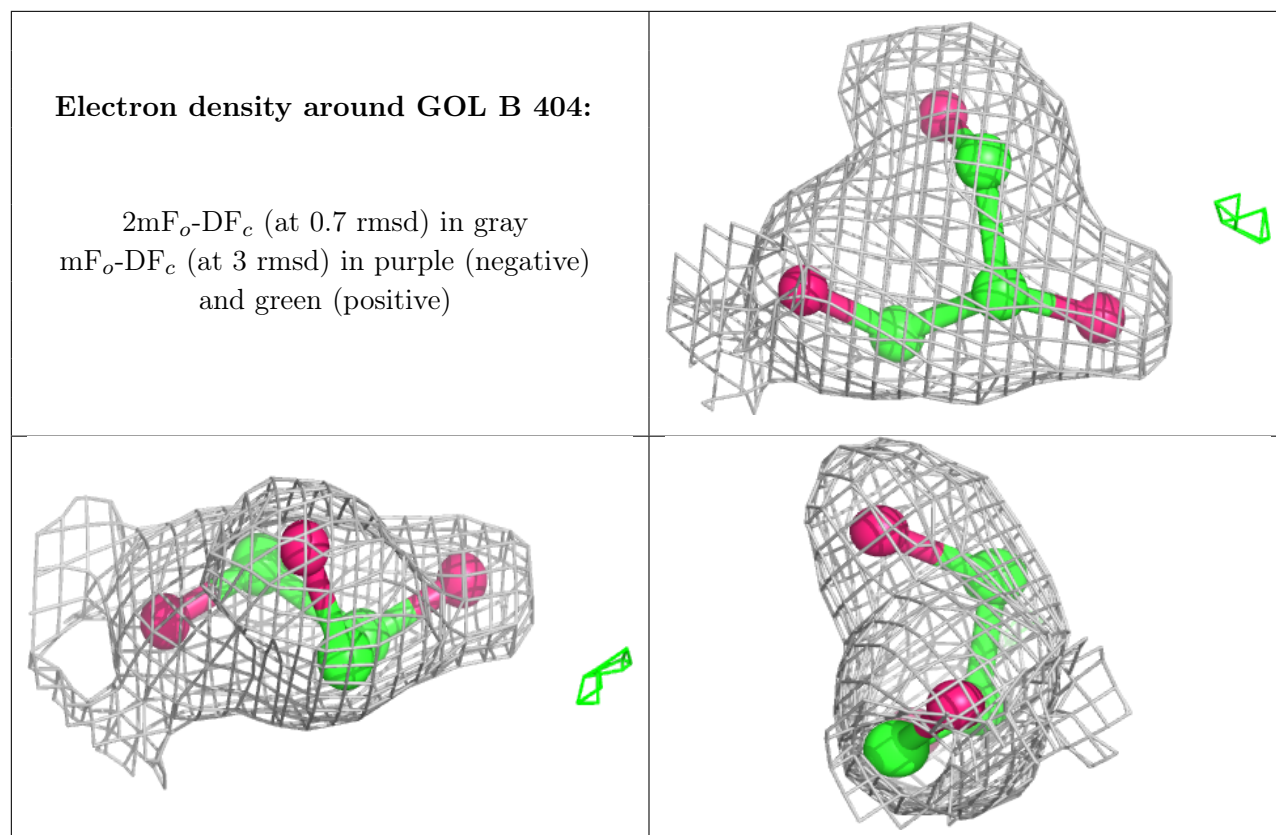 Electron density around GOL B 404:
2mFo-DFc (at 0.7 rmsd) in gray
mFo-DFc (at 3 rmsd) in purple (negative)
and green (positive)